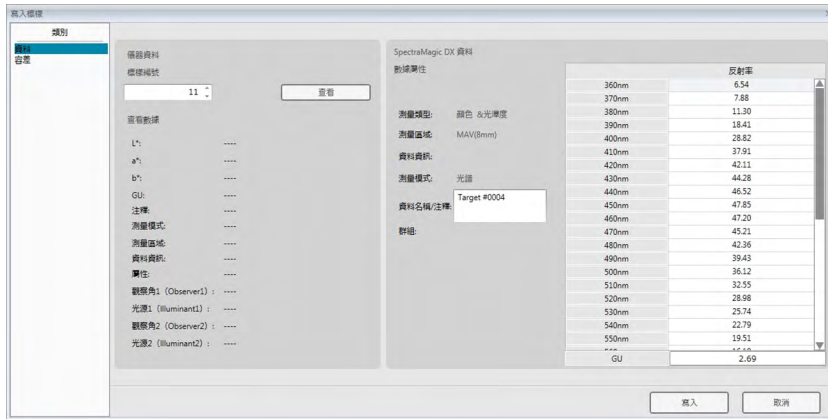 寫入標樣
類別
資料
容差
儀器資料
標樣編號
11
查看
查看數據
L*: ----
a*: ----
b*: ----
GU: ----
注釋: ----
測量模式: ----
測量區域: ----
資料資訊: ----
屬性: ----
觀察角1（Observer1）: ----
光源1（Illuminant1）: ----
觀察角2（Observer2）: ----
光源2（Illuminant2）: ----
SpectraMagic DX 資料
數據屬性
測量類型: 顏色 &光澤度
測量區域: MAV(8mm)
資料資訊:
測量模式: 光譜
資料名稱/注釋: Target #0004
群組:
反射率
360nm 6.54
370nm 7.88
380nm 11.30
390nm 18.41
400nm 28.82
410nm 37.91
420nm 42.11
430nm 44.28
440nm 46.52
450nm 47.85
460nm 47.20
470nm 45.21
480nm 42.36
490nm 39.43
500nm 36.12
510nm 32.55
520nm 28.98
530nm 25.74
540nm 22.79
550nm 19.51
GU 2.69
寫入
取消